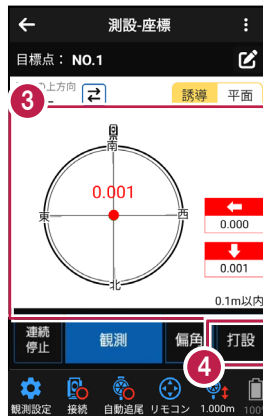 測設-座標
目標点： NO.1
の上方向
誘導 平面
3
南
0.001
東
西
0.000
北
0.001
0.1m以内
連続
停止
観測
偏角
打設
4
観測設定 接続 自動追尾 リモコン 1.000m 100